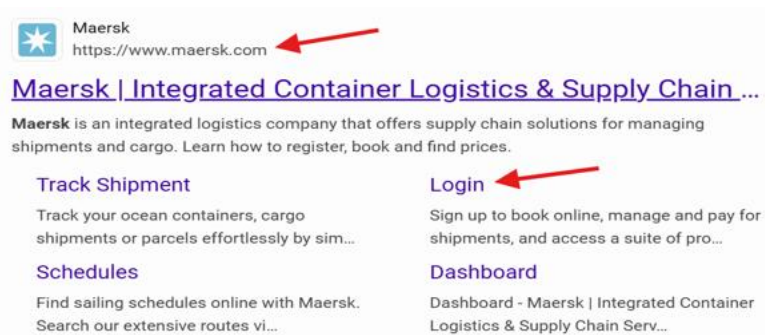 Maersk
https://www.maersk.com
Maersk | Integrated Container Logistics & Supply Chain ...
Maersk is an integrated logistics company that offers supply chain solutions for managing
shipments and cargo. Learn how to register, book and find prices.
Track Shipment
Track your ocean containers, cargo
shipments or parcels effortlessly by sim...
Login
Sign up to book online, manage and pay for
shipments, and access a suite of pro...
Schedules
Find sailing schedules online with Maersk.
Search our extensive routes vi...
Dashboard
Dashboard - Maersk | Integrated Container
Logistics & Supply Chain Serv...